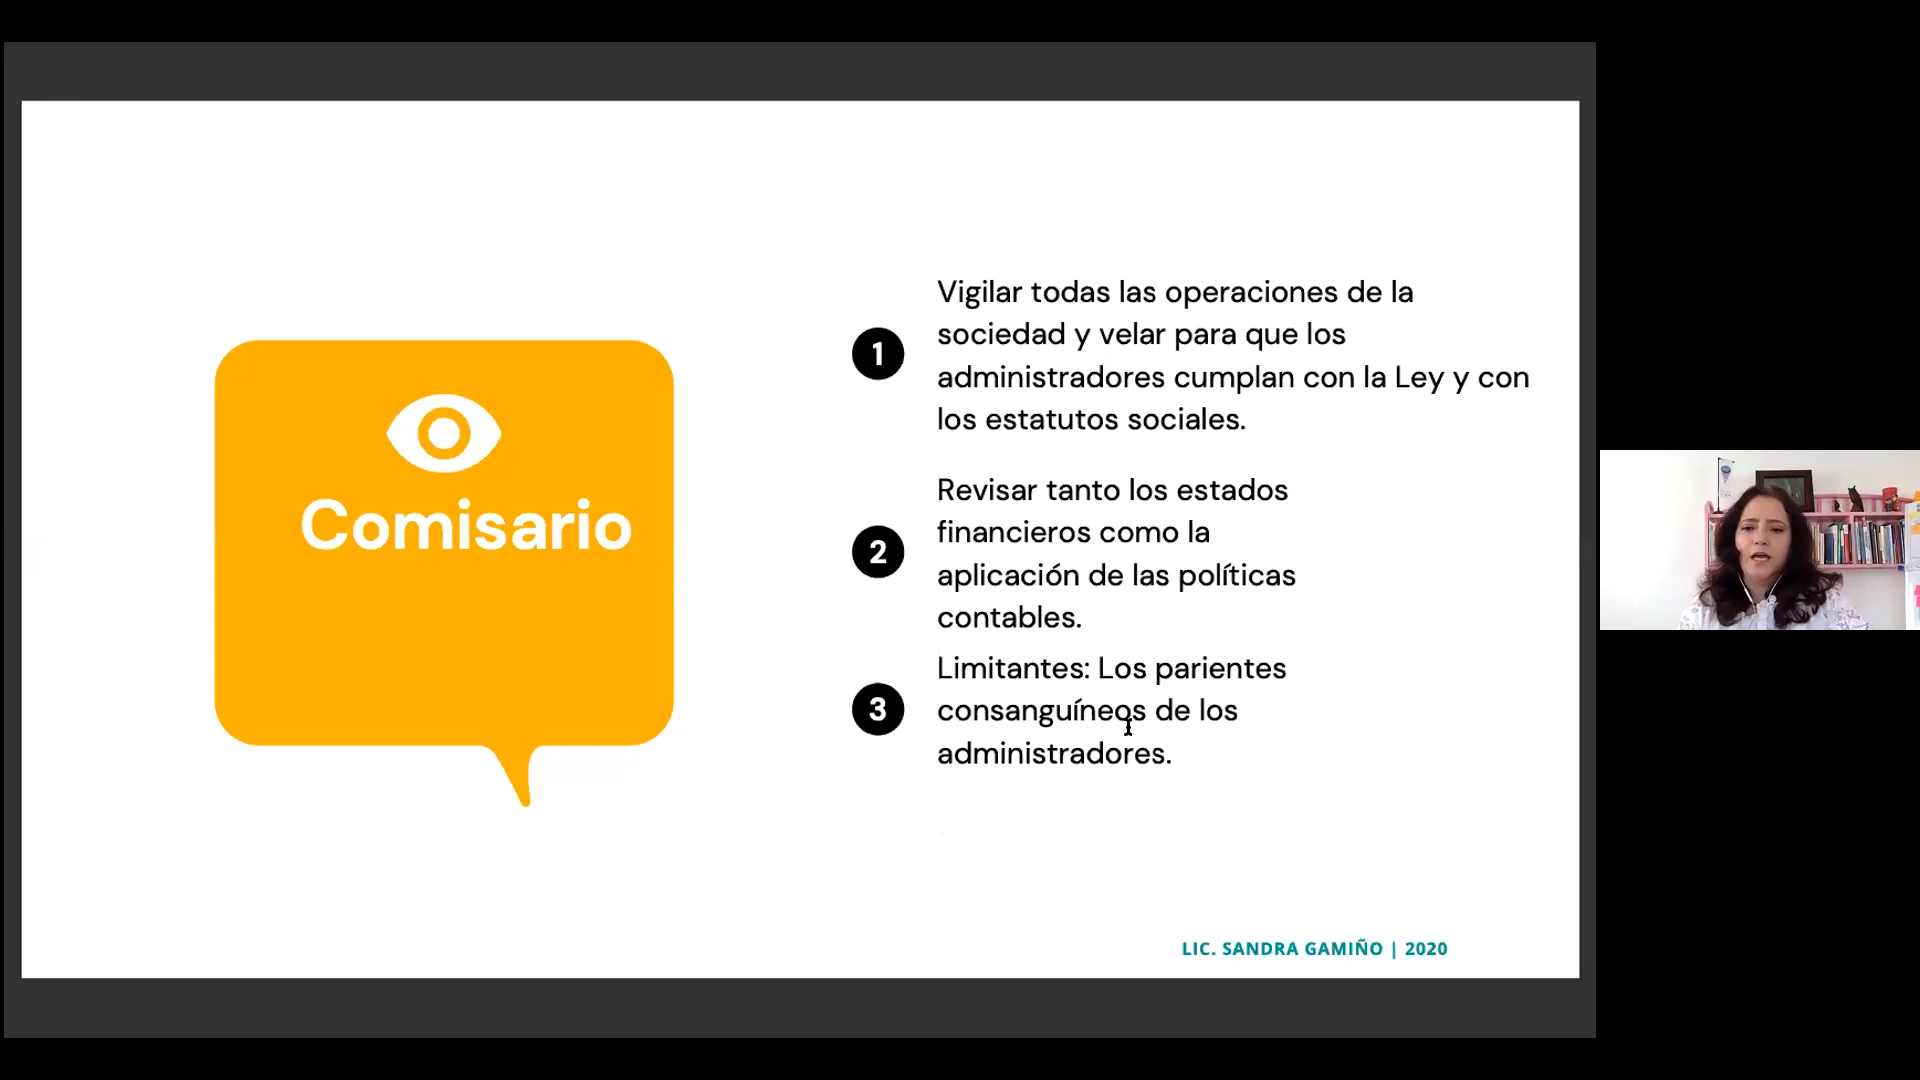 Comisario
1
Vigilar todas las operaciones de la
sociedad y velar para que los
administradores cumplan con la Ley y con
los estatutos sociales.
2
Revisar tanto los estados
financieros como la
aplicación de las políticas
contables.
3
Limitantes: Los parientes
consanguíneos de los
administradores.
LIC. SANDRA GAMIÑO | 2020